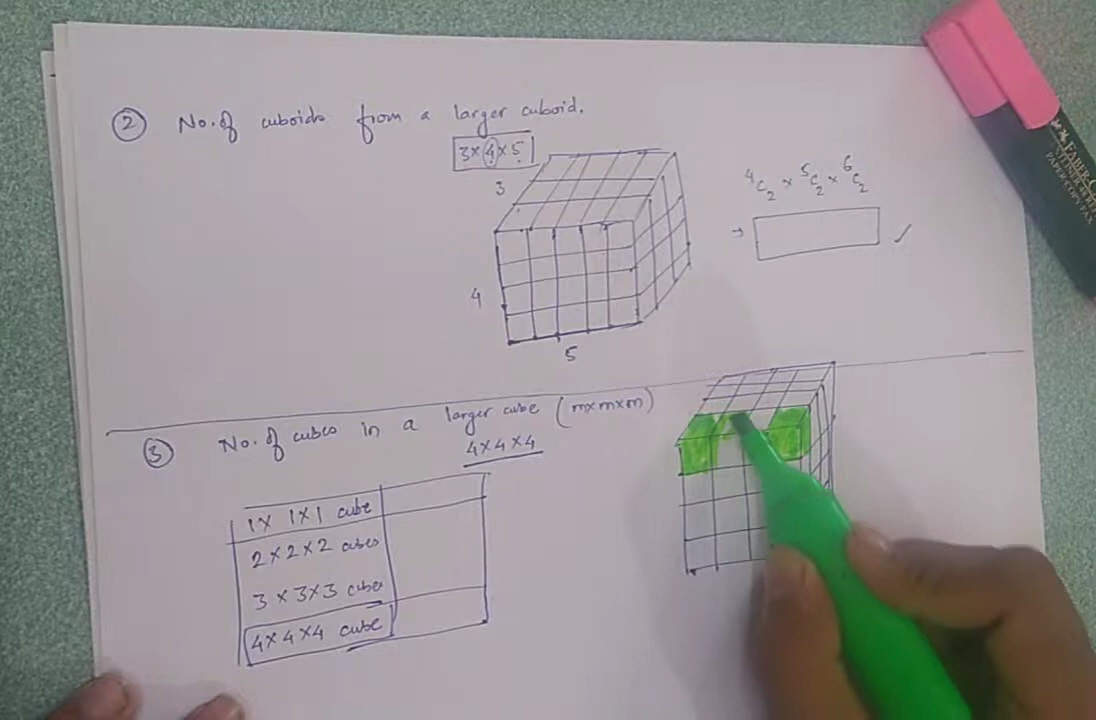 ② No. of cuboids from a larger cuboid.
3×4×5
3
4
5
⁴C₂ × ⁵C₂ × ⁶C₂
→ ✓
③ No. of cubes in a larger cube (m×m×m)
4×4×4
1× 1×1 cube
2×2×2 cubes
3×3×3 cubes
4×4×4 cube